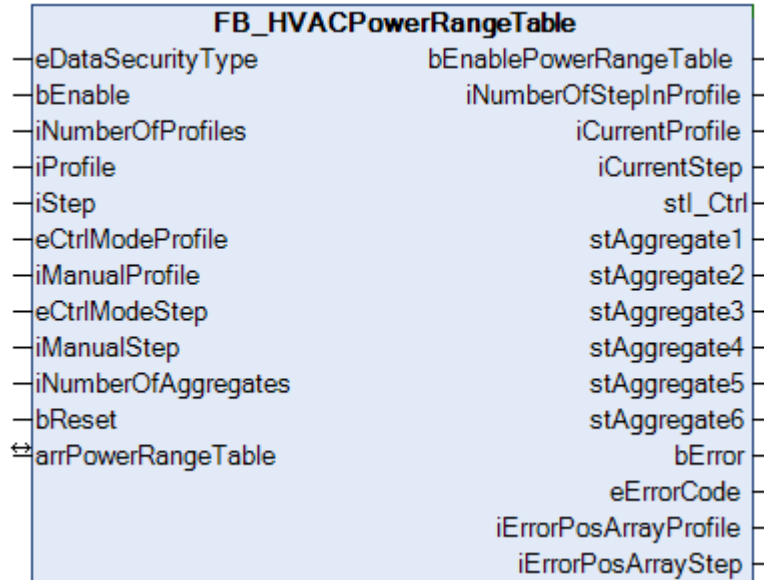 FB_HVACPowerRangeTable
eDataSecurityType bEnablePowerRangeTable
bEnable iNumberOfStepInProfile
iNumberOfProfiles iCurrentProfile
iProfile iCurrentStep
iStep stI_Ctrl
eCtrlModeProfile stAggregate1
iManualProfile stAggregate2
eCtrlModeStep stAggregate3
iManualStep stAggregate4
iNumberOfAggregates stAggregate5
bReset stAggregate6
arrPowerRangeTable bError
eErrorCode
iErrorPosArrayProfile
iErrorPosArrayStep